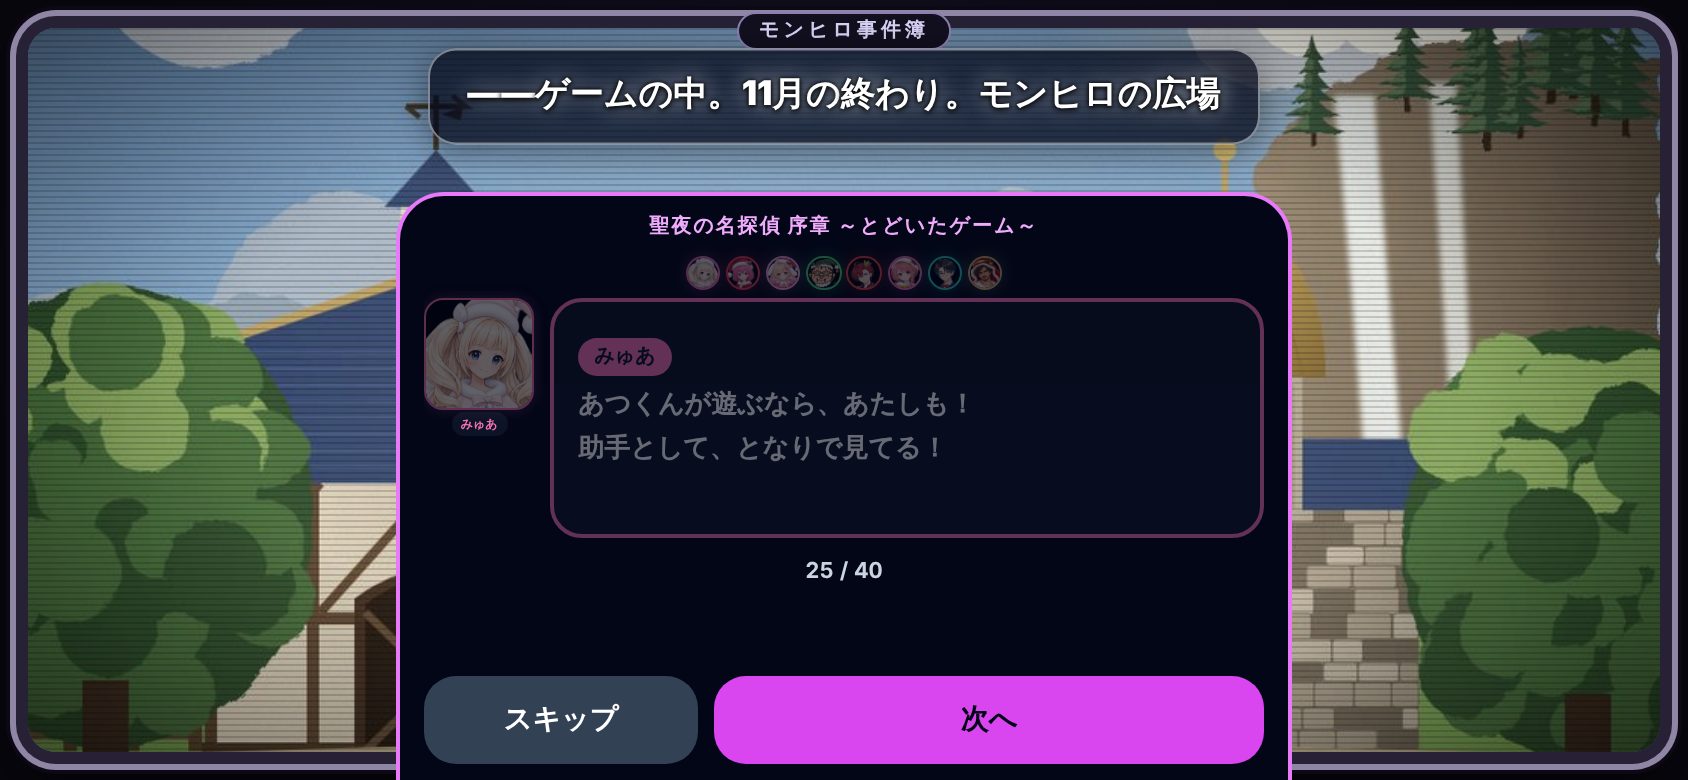 モンヒロ事件簿
――ゲームの中。11月の終わり。モンヒロの広場
聖夜の名探偵 序章 ～とどいたゲーム～
みゅあ
みゅあ
あつくんが遊ぶなら、あたしも！
助手として、となりで見てる！
25 / 40
スキップ
次へ